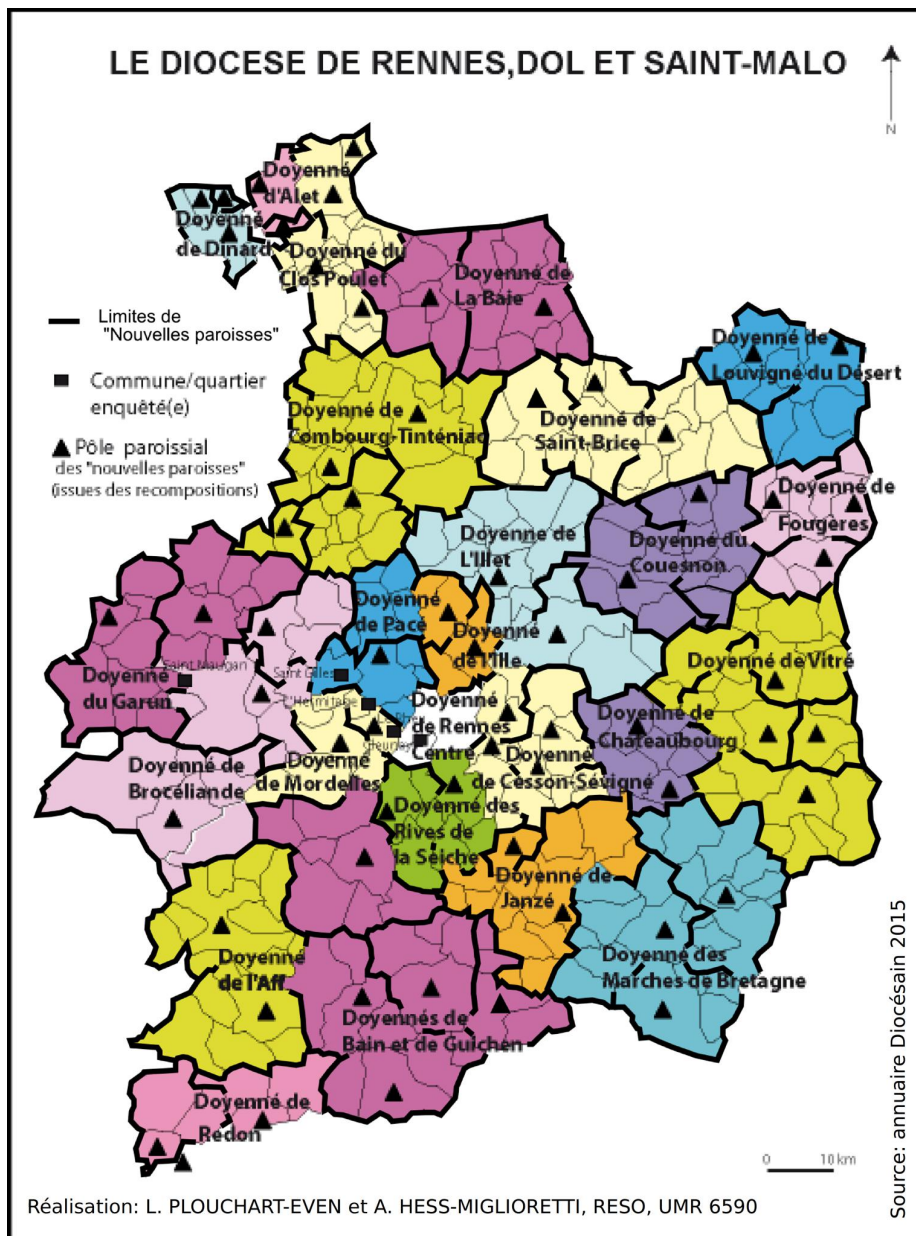 LE DIOCESE DE RENNES,DOL ET SAINT-MALO
N
Doyenné
d'Alet
Doyenné
de Dinard
Doyenné du
Clos Poulet
Doyenné de
La Baie
Limites de
"Nouvelles paroisses"
Commune/quartier
enquêté(e)
Pôle paroissial
des "nouvelles paroisses"
(issues des recompositions)
Doyenné de
Louvigné du Désert
Doyenné de
Combourg-Tinténiac
Doyenné de
Saint-Brice
Doyenné de
Fougères
Doyenne de
L'Illet
Doyenné du
Couesnon
Doyenné
de Pacé
Doyenné
de l'Ille
Doyenné de Vitré
Saint Maugan
Saint Gilles
Doyenné
du Garun
L'Hermitage
Doyenné
de Rennes
Centre
Doyenné de
Chateaubourg
Cleunay
Doyenné de
Brocéliande
Doyenné
de Mordelles
Doyenné
de Cesson-Sévigné
Doyenné des
Rives de
la Seiche
Doyenné de
Janzé
Doyenné
de l'Aff
Doyenné des
Marches de Bretagne
Doyennés de
Bain et de Guichen
Doyenné de
Redon
0 10 km
Réalisation: L. PLOUCHART-EVEN et A. HESS-MIGLIORETTI, RESO, UMR 6590
Source: annuaire Diocésain 2015